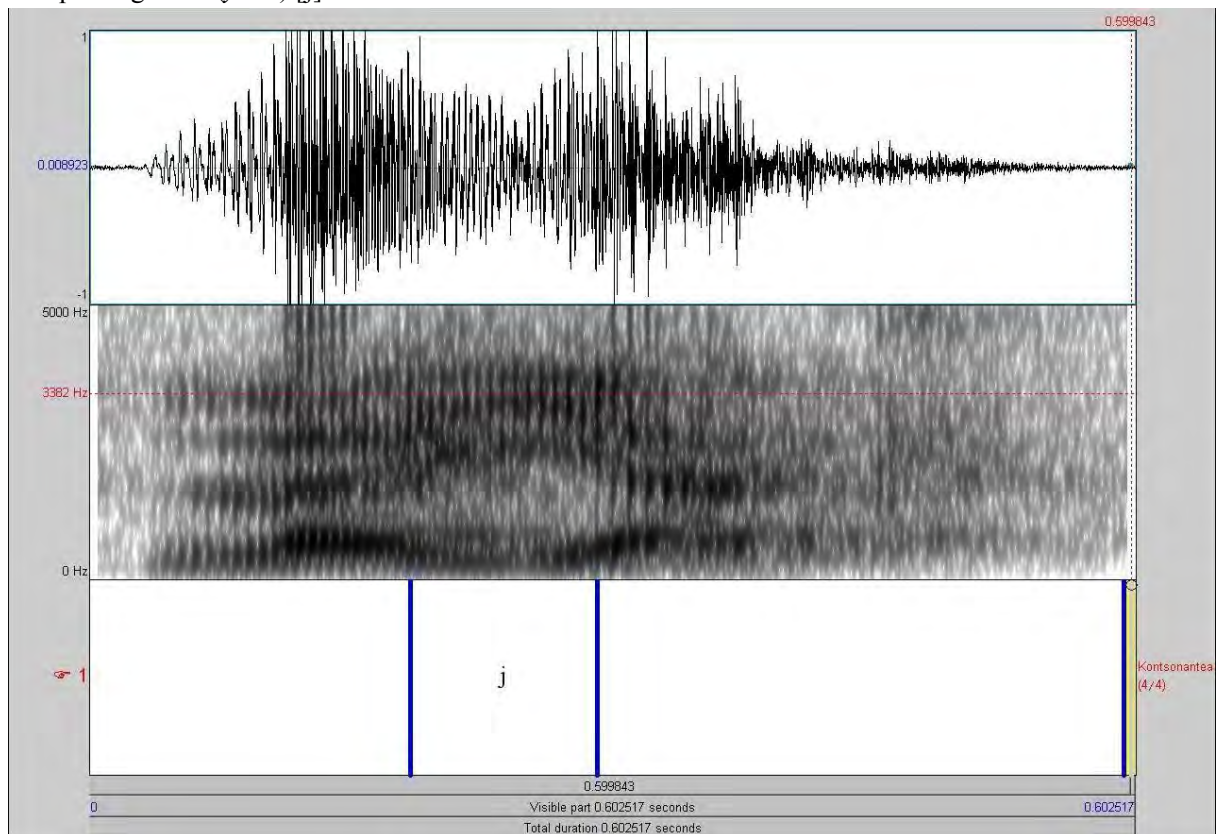 0.599843
1
0.008923
-1
5000 Hz
3382 Hz
0 Hz
1
j
Kontsonantea
(4/4)
0.599843
0
Visible part 0.602517 seconds
0.602517
Total duration 0.602517 seconds